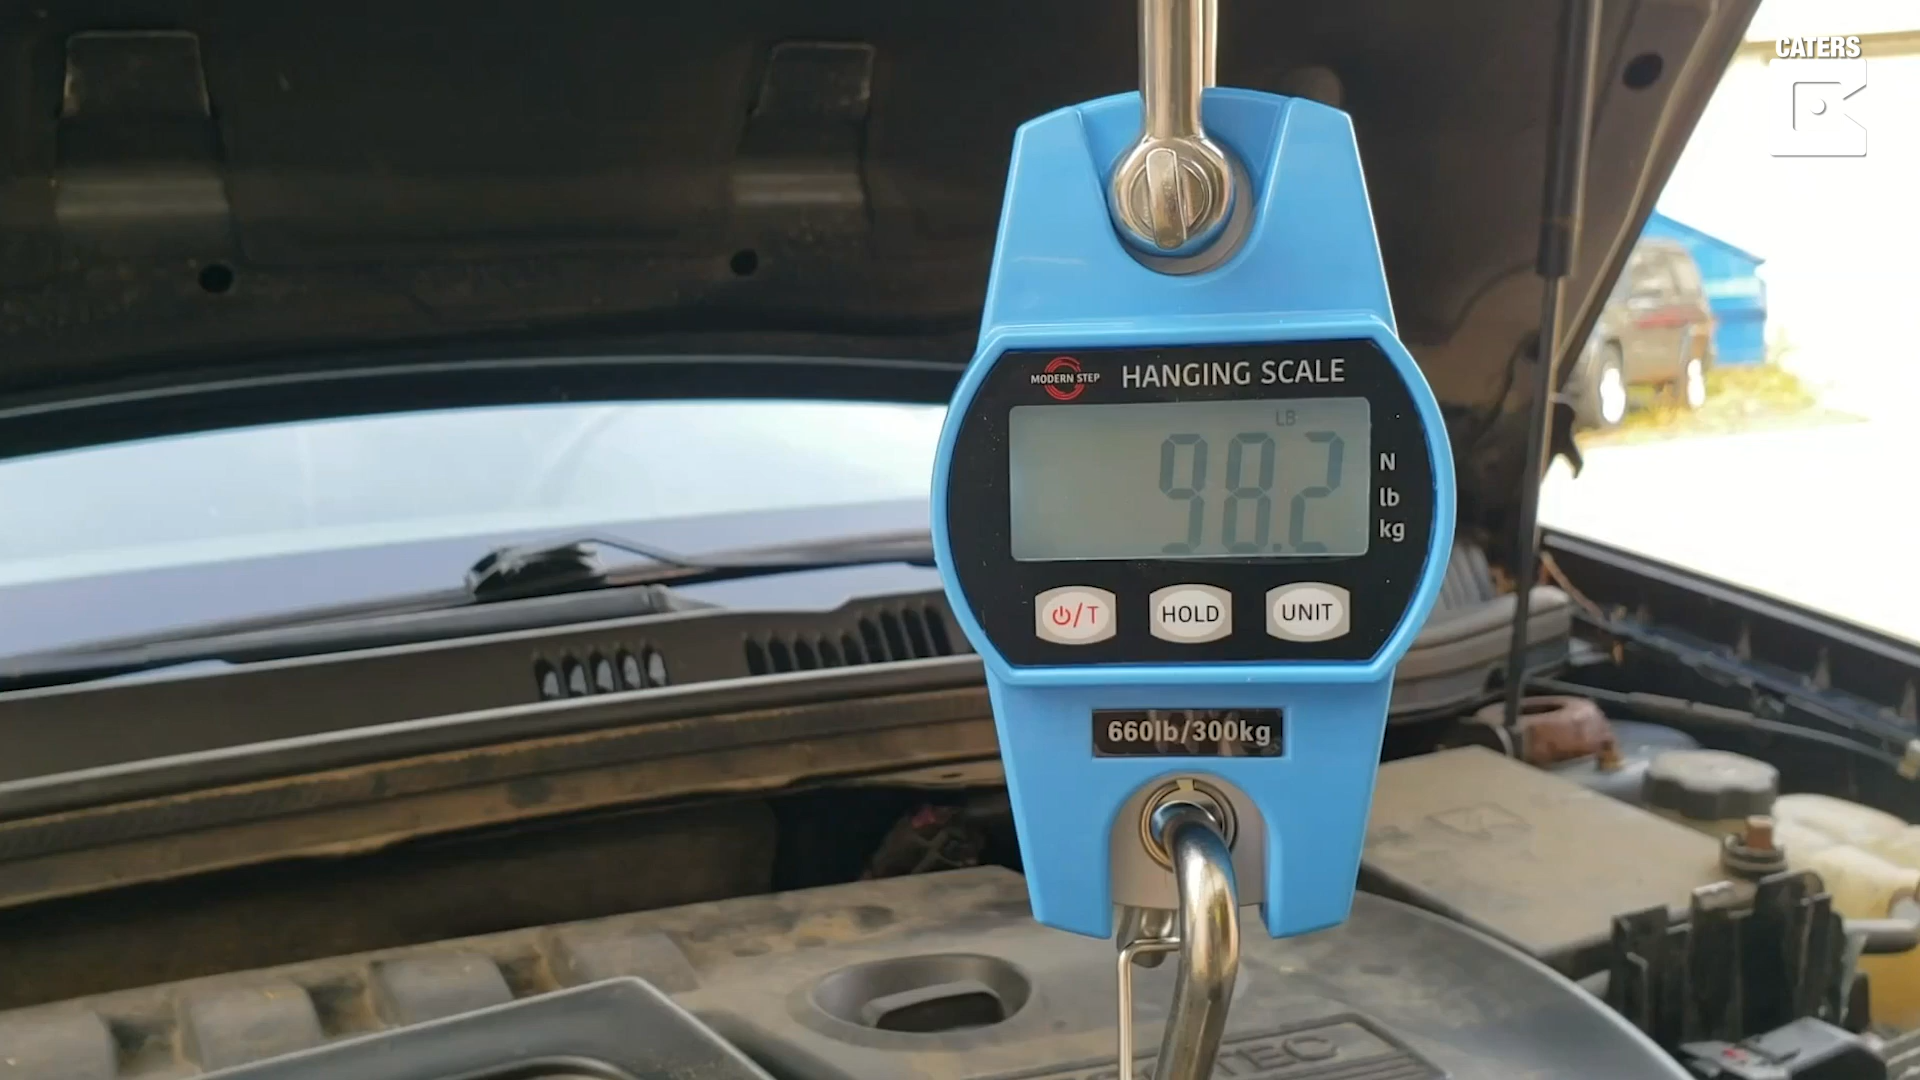 CATERS
MODERN STEP
HANGING SCALE
LB
98.2
N
lb
kg
/T
HOLD
UNIT
660lb/300kg